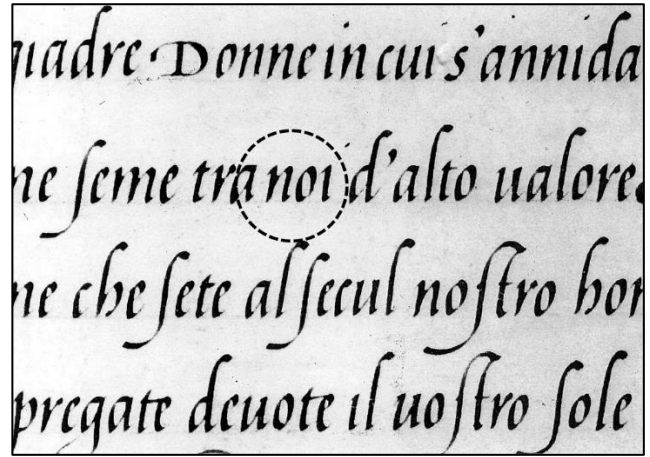 quadre · Donne in cui s'annida
ne ſeme tra noi d'alto ualore
ne che ſete al ſecul noſtro hon
pregate deuote il uoſtro ſole